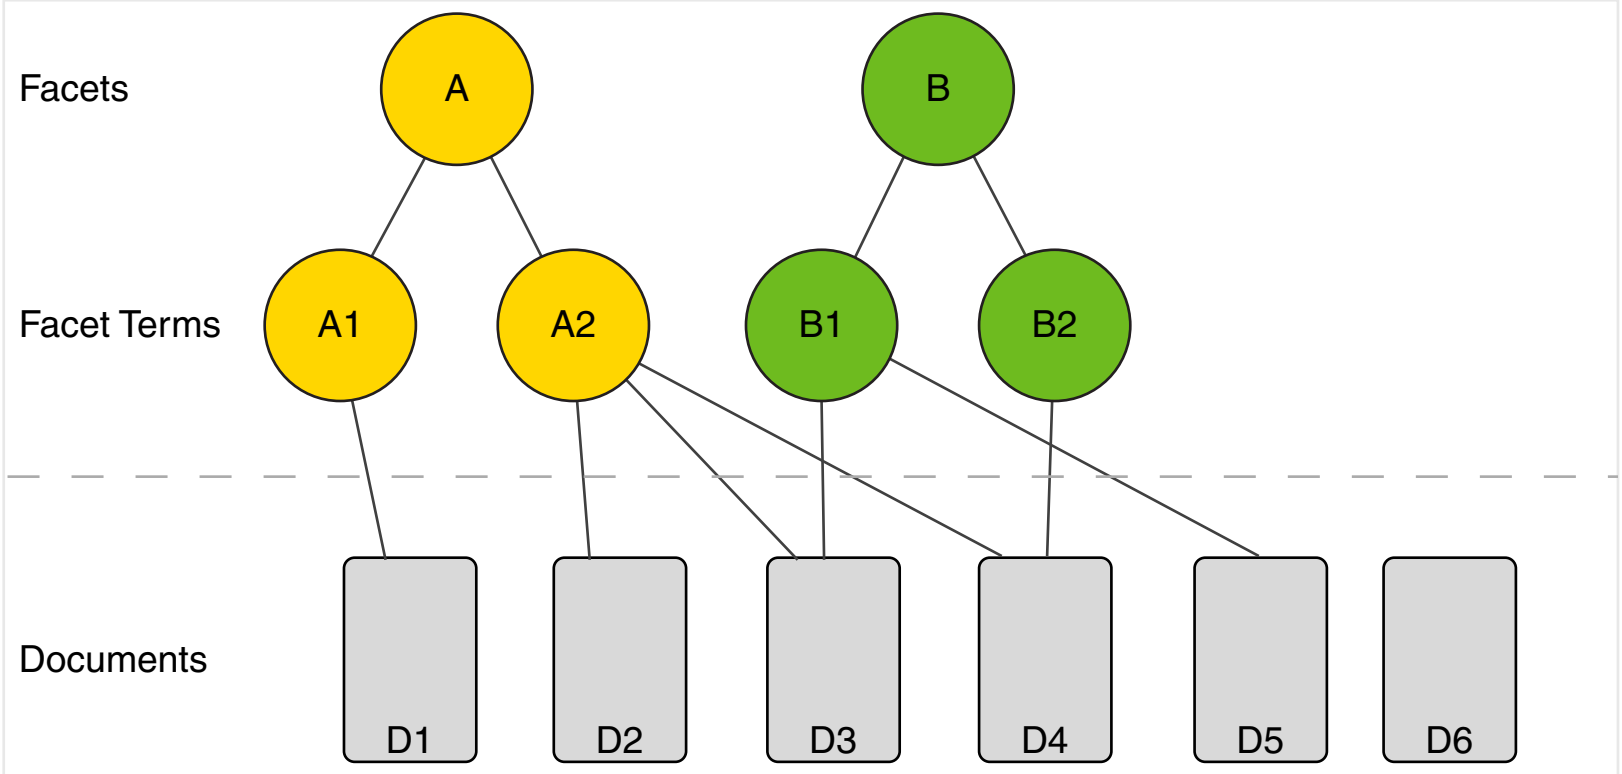 Facets
A
B
Facet Terms
A1
A2
B1
B2
Documents
D1
D2
D3
D4
D5
D6